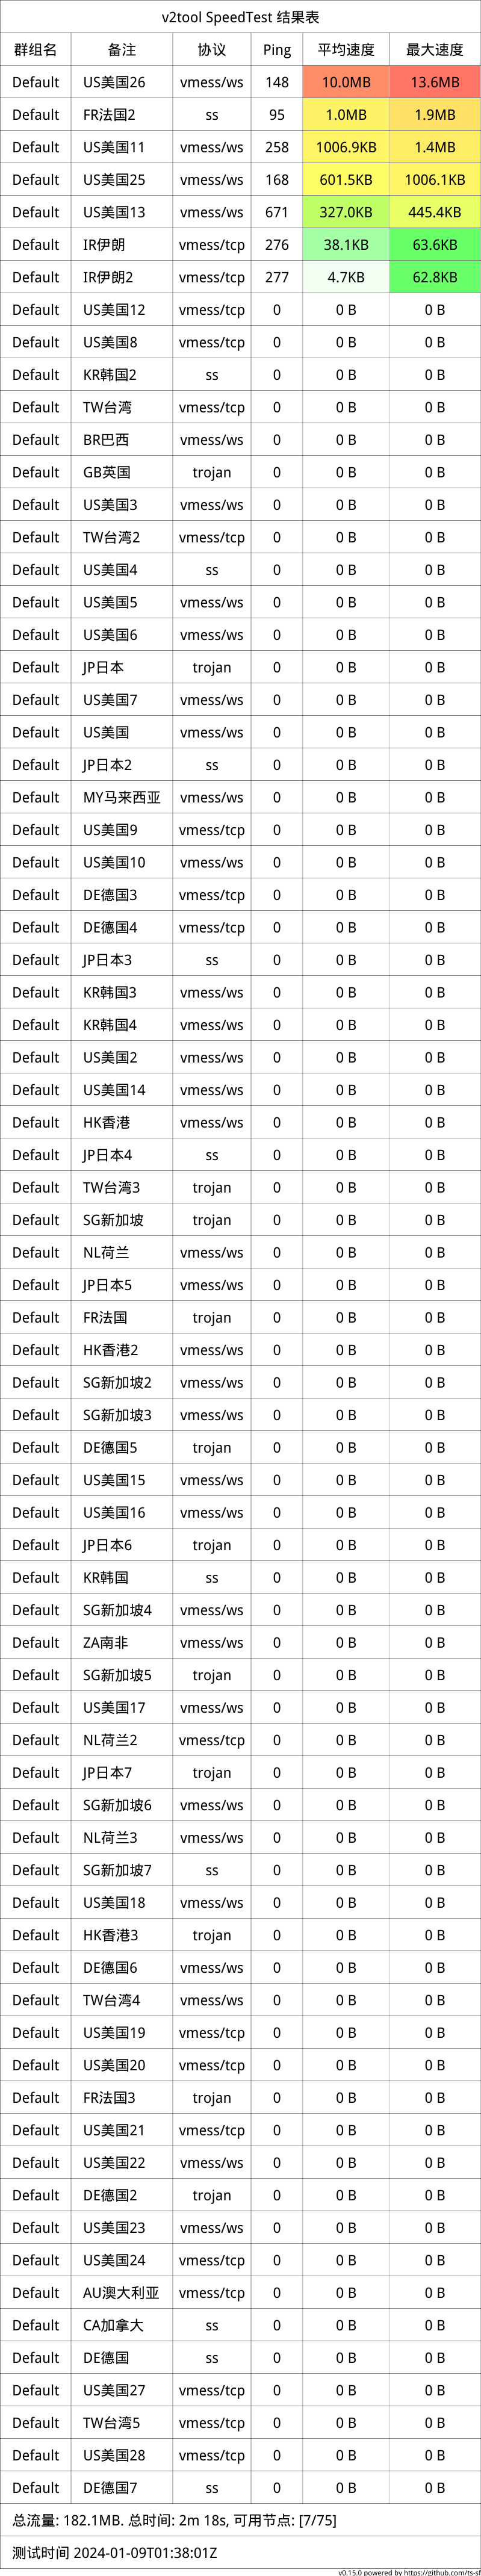 v2tool SpeedTest 结果表
群组名 备注 协议 Ping 平均速度 最大速度
Default US美国26 vmess/ws 148 10.0MB 13.6MB
Default FR法国2 ss 95 1.0MB 1.9MB
Default US美国11 vmess/ws 258 1006.9KB 1.4MB
Default US美国25 vmess/ws 168 601.5KB 1006.1KB
Default US美国13 vmess/ws 671 327.0KB 445.4KB
Default IR伊朗 vmess/tcp 276 38.1KB 63.6KB
Default IR伊朗2 vmess/tcp 277 4.7KB 62.8KB
Default US美国12 vmess/tcp 0 0 B 0 B
Default US美国8 vmess/tcp 0 0 B 0 B
Default KR韩国2 ss 0 0 B 0 B
Default TW台湾 vmess/tcp 0 0 B 0 B
Default BR巴西 vmess/ws 0 0 B 0 B
Default GB英国 trojan 0 0 B 0 B
Default US美国3 vmess/ws 0 0 B 0 B
Default TW台湾2 vmess/tcp 0 0 B 0 B
Default US美国4 ss 0 0 B 0 B
Default US美国5 vmess/ws 0 0 B 0 B
Default US美国6 vmess/ws 0 0 B 0 B
Default JP日本 trojan 0 0 B 0 B
Default US美国7 vmess/ws 0 0 B 0 B
Default US美国 vmess/ws 0 0 B 0 B
Default JP日本2 ss 0 0 B 0 B
Default MY马来西亚 vmess/ws 0 0 B 0 B
Default US美国9 vmess/tcp 0 0 B 0 B
Default US美国10 vmess/ws 0 0 B 0 B
Default DE德国3 vmess/tcp 0 0 B 0 B
Default DE德国4 vmess/tcp 0 0 B 0 B
Default JP日本3 ss 0 0 B 0 B
Default KR韩国3 vmess/ws 0 0 B 0 B
Default KR韩国4 vmess/ws 0 0 B 0 B
Default US美国2 vmess/ws 0 0 B 0 B
Default US美国14 vmess/ws 0 0 B 0 B
Default HK香港 vmess/ws 0 0 B 0 B
Default JP日本4 ss 0 0 B 0 B
Default TW台湾3 trojan 0 0 B 0 B
Default SG新加坡 trojan 0 0 B 0 B
Default NL荷兰 vmess/ws 0 0 B 0 B
Default JP日本5 vmess/ws 0 0 B 0 B
Default FR法国 trojan 0 0 B 0 B
Default HK香港2 vmess/ws 0 0 B 0 B
Default SG新加坡2 vmess/ws 0 0 B 0 B
Default SG新加坡3 vmess/ws 0 0 B 0 B
Default DE德国5 trojan 0 0 B 0 B
Default US美国15 vmess/ws 0 0 B 0 B
Default US美国16 vmess/ws 0 0 B 0 B
Default JP日本6 trojan 0 0 B 0 B
Default KR韩国 ss 0 0 B 0 B
Default SG新加坡4 vmess/ws 0 0 B 0 B
Default ZA南非 vmess/ws 0 0 B 0 B
Default SG新加坡5 trojan 0 0 B 0 B
Default US美国17 vmess/ws 0 0 B 0 B
Default NL荷兰2 vmess/tcp 0 0 B 0 B
Default JP日本7 trojan 0 0 B 0 B
Default SG新加坡6 vmess/ws 0 0 B 0 B
Default NL荷兰3 vmess/ws 0 0 B 0 B
Default SG新加坡7 ss 0 0 B 0 B
Default US美国18 vmess/ws 0 0 B 0 B
Default HK香港3 trojan 0 0 B 0 B
Default DE德国6 vmess/ws 0 0 B 0 B
Default TW台湾4 vmess/ws 0 0 B 0 B
Default US美国19 vmess/tcp 0 0 B 0 B
Default US美国20 vmess/tcp 0 0 B 0 B
Default FR法国3 trojan 0 0 B 0 B
Default US美国21 vmess/tcp 0 0 B 0 B
Default US美国22 vmess/ws 0 0 B 0 B
Default DE德国2 trojan 0 0 B 0 B
Default US美国23 vmess/ws 0 0 B 0 B
Default US美国24 vmess/tcp 0 0 B 0 B
Default AU澳大利亚 vmess/tcp 0 0 B 0 B
Default CA加拿大 ss 0 0 B 0 B
Default DE德国 ss 0 0 B 0 B
Default US美国27 vmess/tcp 0 0 B 0 B
Default TW台湾5 vmess/tcp 0 0 B 0 B
Default US美国28 vmess/tcp 0 0 B 0 B
Default DE德国7 ss 0 0 B 0 B
总流量: 182.1MB. 总时间: 2m 18s, 可用节点: [7/75]
测试时间 2024-01-09T01:38:01Z
v0.15.0 powered by https://github.com/ts-sf